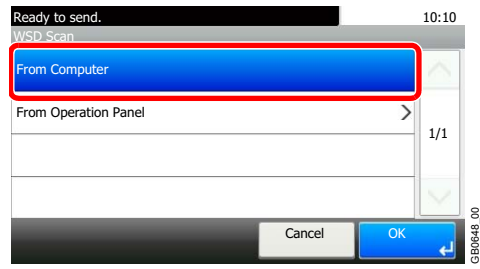 Ready to send.
10:10
WSD Scan
From Computer
From Operation Panel
1/1
Cancel
OK
GB0648_00